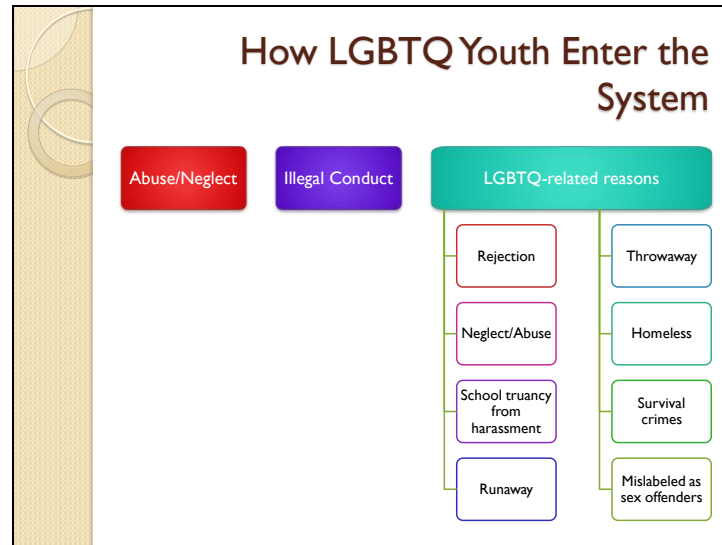 How LGBTQ Youth Enter the
System
Abuse/Neglect
Illegal Conduct
LGBTQ-related reasons
Rejection
Throwaway
Neglect/Abuse
Homeless
School truancy
from
harassment
Survival
crimes
Runaway
Mislabeled as
sex offenders